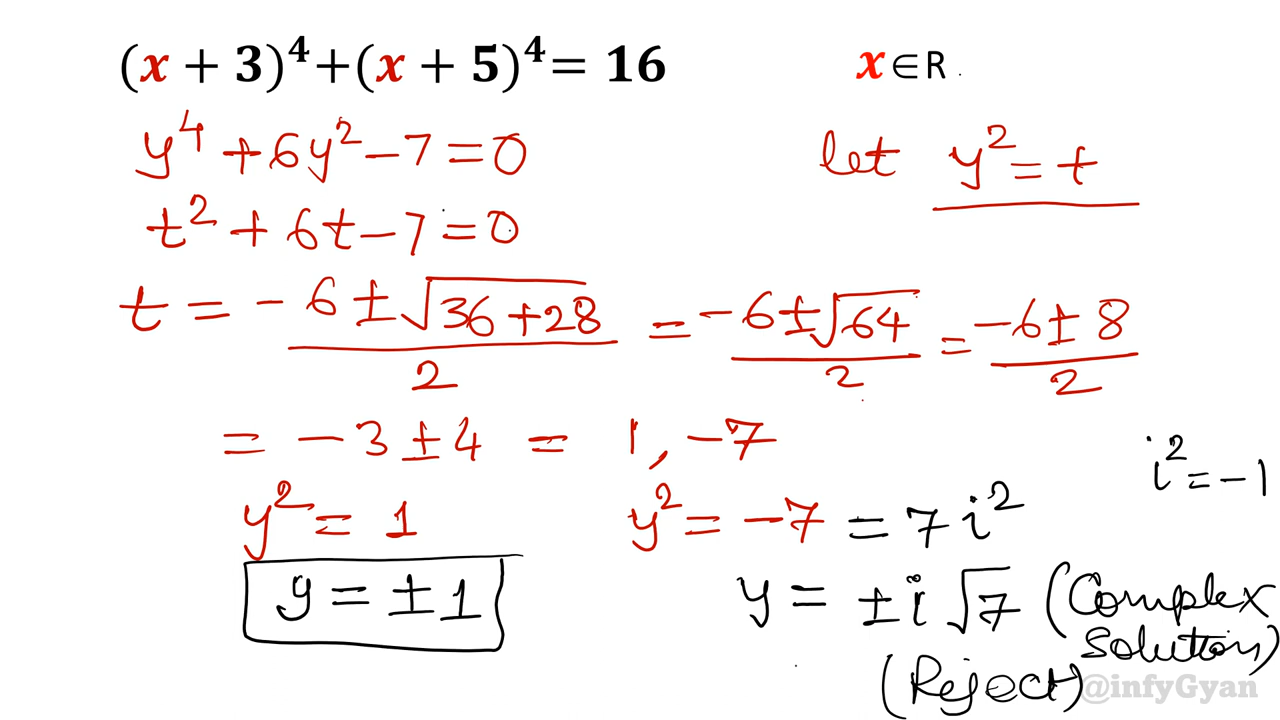 (x + 3)⁴+(x + 5)⁴= 16 x ∈ R
y⁴ + 6y² − 7 = 0 let y² = t
t² + 6t − 7 = 0
t = −6 ± √(36+28) / 2 = −6 ± √64 / 2 = −6 ± 8 / 2
= −3 ± 4 = 1, −7
i² = −1
y² = 1 y² = −7 = 7i²
y = ±1 y = ±i√7 (Complex solution)
(Reject)
@infyGyan